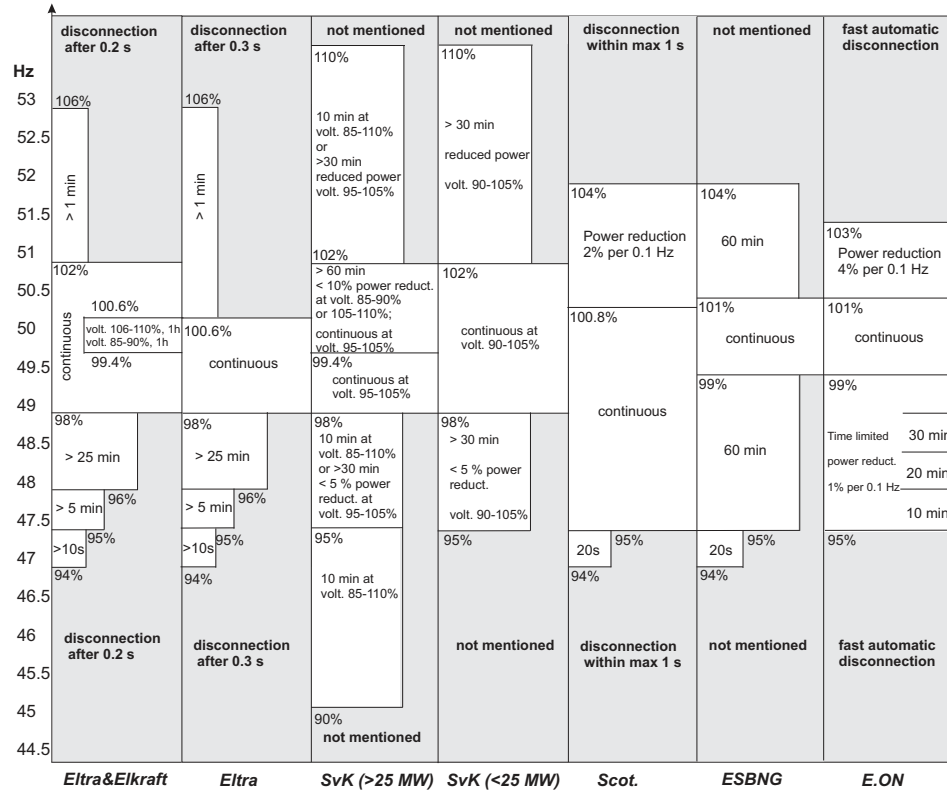 disconnection
after 0.2 s
disconnection
after 0.3 s
not mentioned
not mentioned
disconnection
within max 1 s
not mentioned
fast automatic
disconnection
Hz
53
52.5
52
51.5
51
50.5
50
49.5
49
48.5
48
47.5
47
46.5
46
45.5
45
44.5
106%
> 1 min
102%
continuous
100.6%
volt. 106-110%, 1h
volt. 85-90%, 1h
99.4%
98%
> 25 min
96%
> 5 min
95%
>10s
94%
disconnection
after 0.2 s
106%
> 1 min
100.6%
continuous
98%
> 25 min
96%
> 5 min
95%
>10s
94%
disconnection
after 0.3 s
110%
10 min at
volt. 85-110%
or
>30 min
reduced power
volt. 95-105%
102%
> 60 min
< 10% power reduct.
at volt. 85-90%
or 105-110%;
continuous at
volt. 95-105%
99.4%
continuous at
volt. 95-105%
98%
10 min at
volt. 85-110%
or >30 min
< 5 % power
reduct. at
volt. 95-105%
95%
10 min at
volt. 85-110%
90%
not mentioned
110%
> 30 min
reduced power
volt. 90-105%
102%
continuous at
volt. 90-105%
98%
> 30 min
< 5 % power
reduct.
volt. 90-105%
95%
not mentioned
104%
Power reduction
2% per 0.1 Hz
100.8%
continuous
20s
95%
94%
disconnection
within max 1 s
104%
60 min
101%
continuous
99%
60 min
20s
95%
94%
not mentioned
103%
Power reduction
4% per 0.1 Hz
101%
continuous
99%
Time limited
power reduct.
1% per 0.1 Hz
30 min
20 min
10 min
95%
fast automatic
disconnection
Eltra&Elkraft
Eltra
SvK (>25 MW)
SvK (<25 MW)
Scot.
ESBNG
E.ON